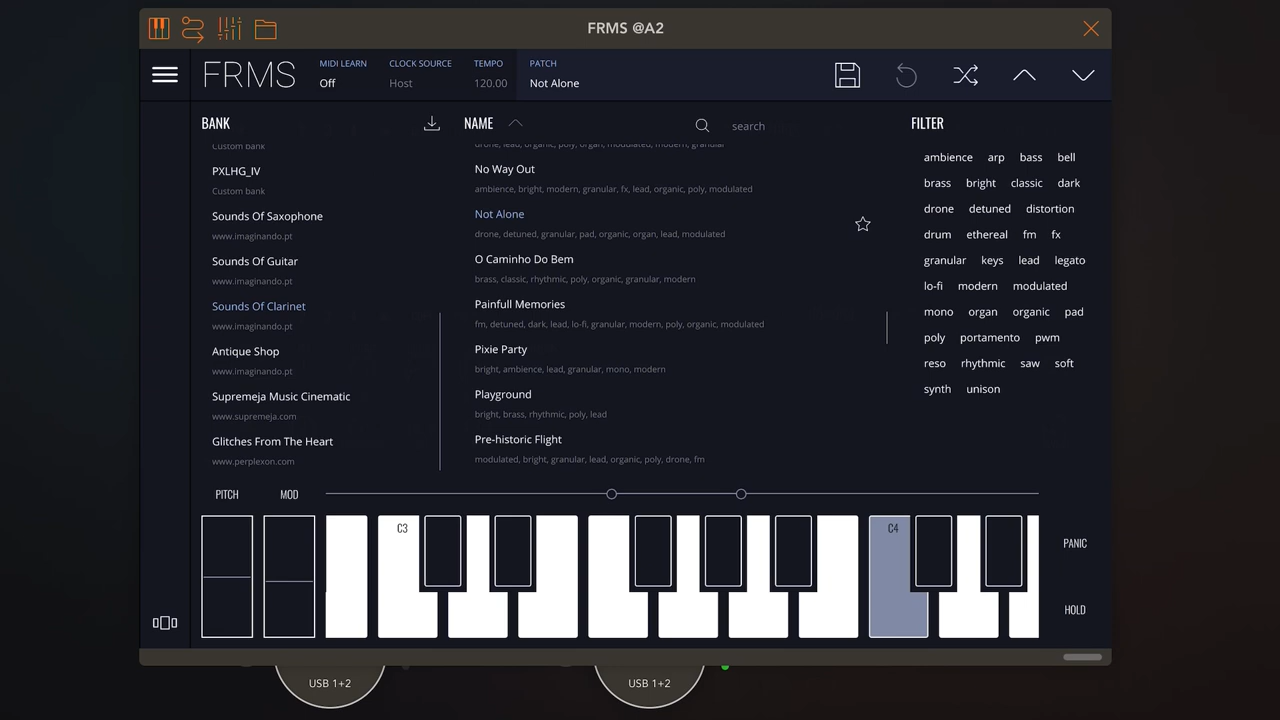 FRMS @A2
FRMS
MIDI LEARN
Off
CLOCK SOURCE
Host
TEMPO
120.00
PATCH
Not Alone
BANK
Custom bank
PXLHG_IV
Custom bank
Sounds Of Saxophone
www.imaginando.pt
Sounds Of Guitar
www.imaginando.pt
Sounds Of Clarinet
www.imaginando.pt
Antique Shop
www.imaginando.pt
Supremeja Music Cinematic
www.supremeja.com
Glitches From The Heart
www.perplexon.com
NAME
search
drone, lead, organic, poly, organ, modulated, modern, granular
No Way Out
ambience, bright, modern, granular, fx, lead, organic, poly, modulated
Not Alone
drone, detuned, granular, pad, organic, organ, lead, modulated
O Caminho Do Bem
brass, classic, rhythmic, poly, organic, granular, modern
Painfull Memories
fm, detuned, dark, lead, lo-fi, granular, modern, poly, organic, modulated
Pixie Party
bright, ambience, lead, granular, mono, modern
Playground
bright, brass, rhythmic, poly, lead
Pre-historic Flight
modulated, bright, granular, lead, organic, poly, drone, fm
FILTER
ambience arp bass bell
brass bright classic dark
drone detuned distortion
drum ethereal fm fx
granular keys lead legato
lo-fi modern modulated
mono organ organic pad
poly portamento pwm
reso rhythmic saw soft
synth unison
PITCH
MOD
C3
C4
PANIC
HOLD
USB 1+2
USB 1+2